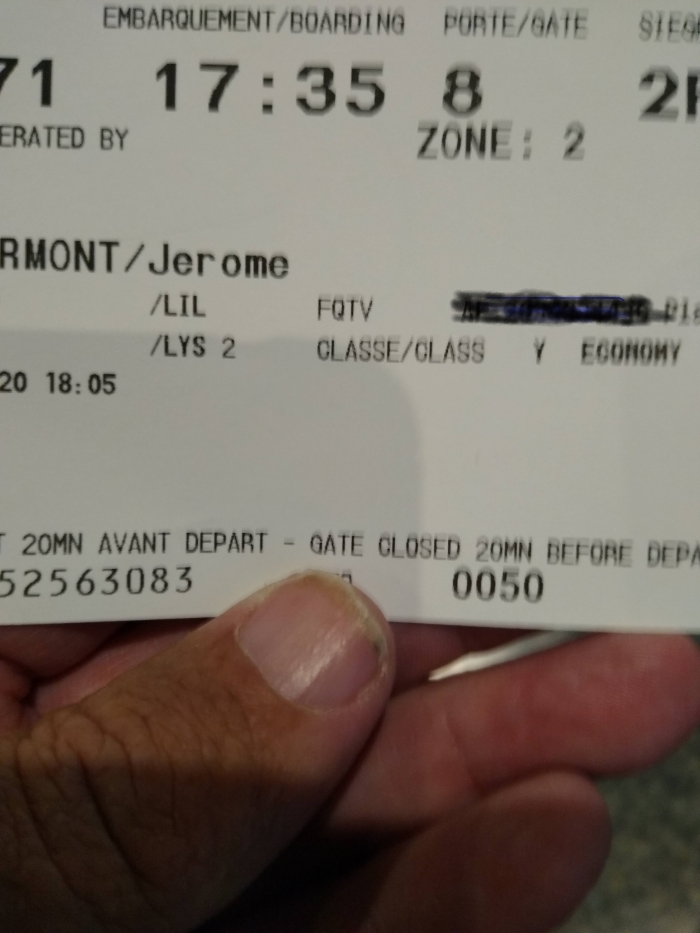 EMBARQUEMENT/BOARDING PORTE/GATE
71 17:35 8
ERATED BY ZONE: 2
RMONT/Jerome
/LIL FQTV
/LYS 2 CLASSE/CLASS Y ECONOMY
20 18:05
T 20MN AVANT DEPART - GATE CLOSED 20MN BEFORE DEPA
52563083 0050